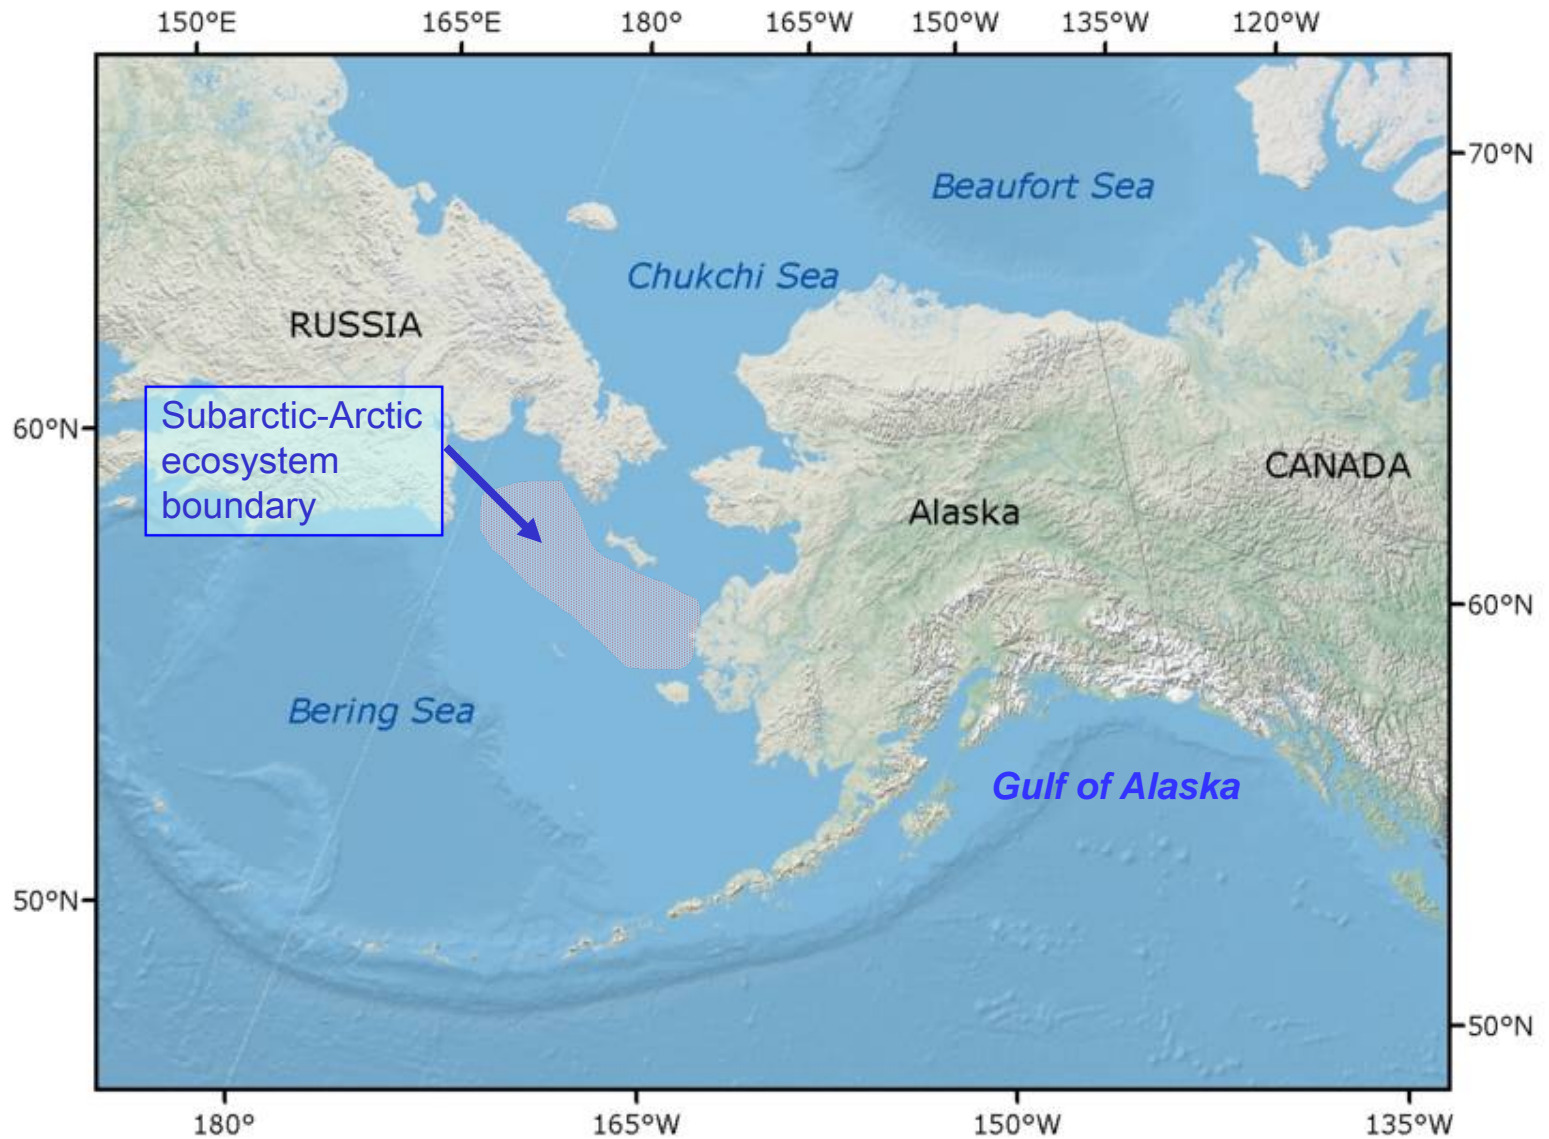 150°E 165°E 180° 165°W 150°W 135°W 120°W
70°N
Beaufort Sea
Chukchi Sea
RUSSIA
Subarctic-Arctic
ecosystem
boundary
60°N
CANADA
Alaska
60°N
Bering Sea
Gulf of Alaska
50°N
50°N
180° 165°W 150°W 135°W